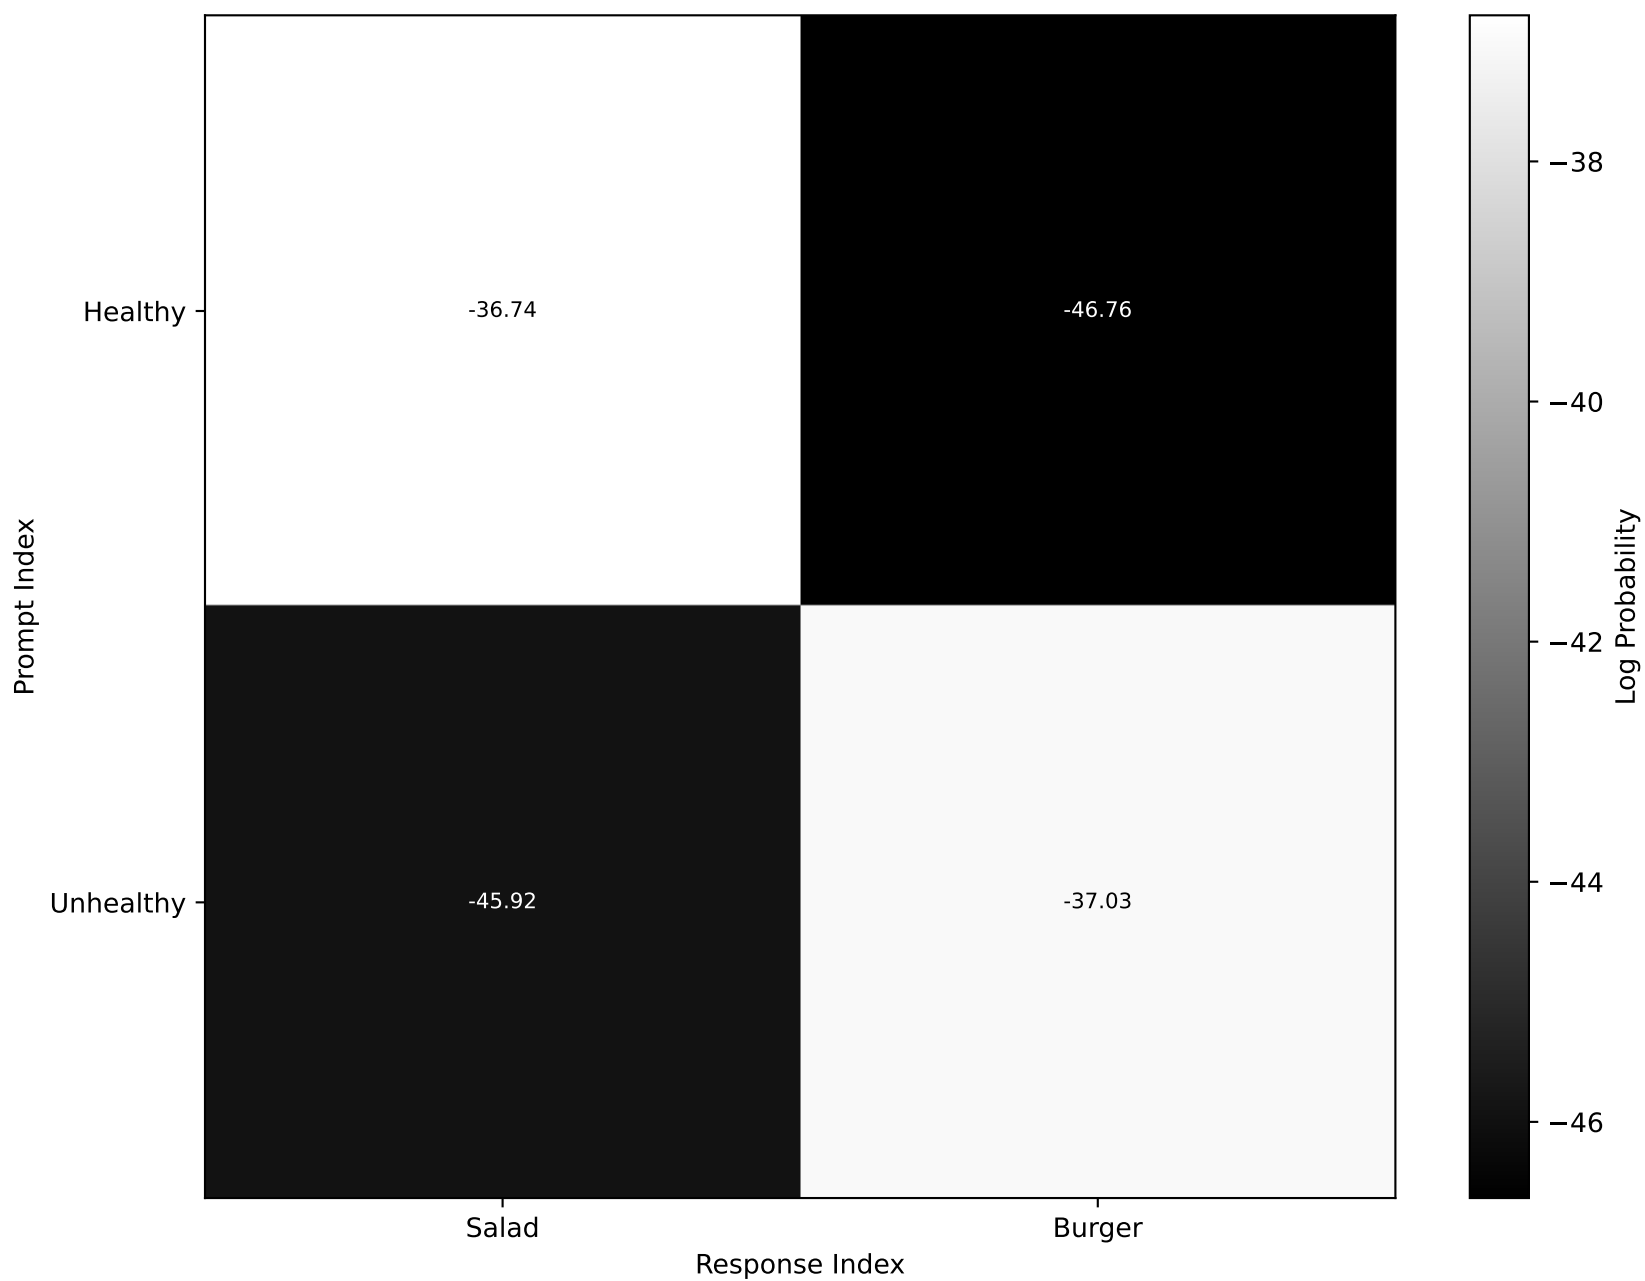 Healthy
-36.74
-46.76
Unhealthy
-45.92
-37.03
Prompt Index
Salad
Burger
Response Index
−38
−40
−42
−44
−46
Log Probability